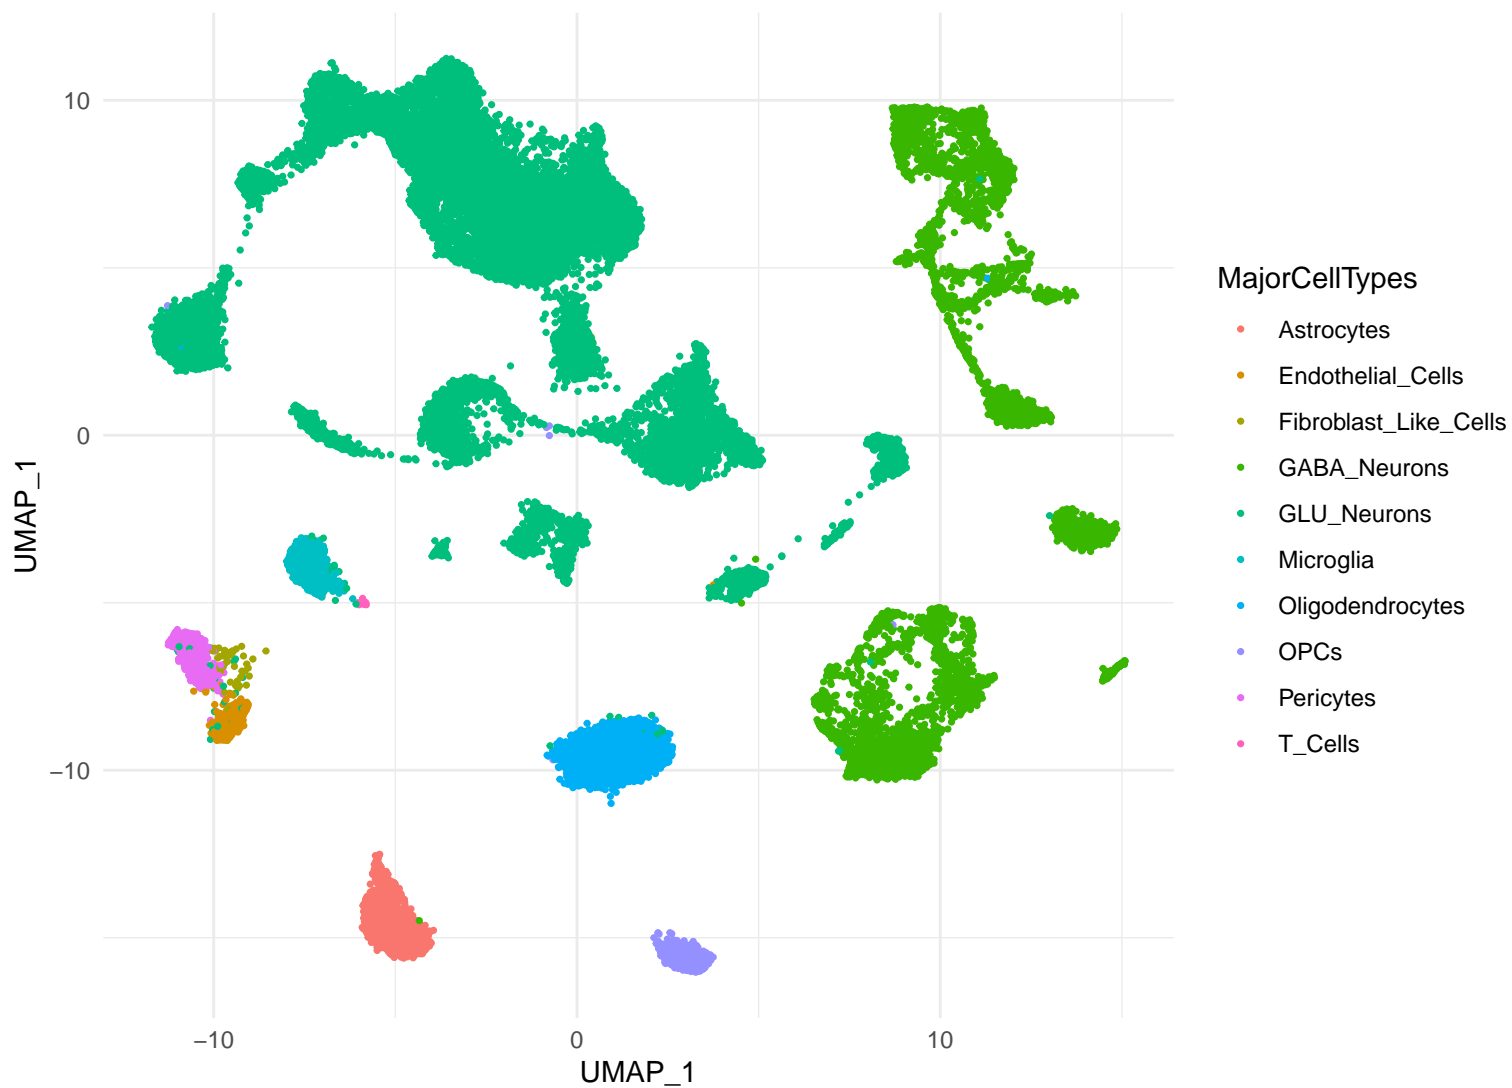 10
0
−10
UMAP_1
−10
0
10
UMAP_1
MajorCellTypes
Astrocytes
Endothelial_Cells
Fibroblast_Like_Cells
GABA_Neurons
GLU_Neurons
Microglia
Oligodendrocytes
OPCs
Pericytes
T_Cells